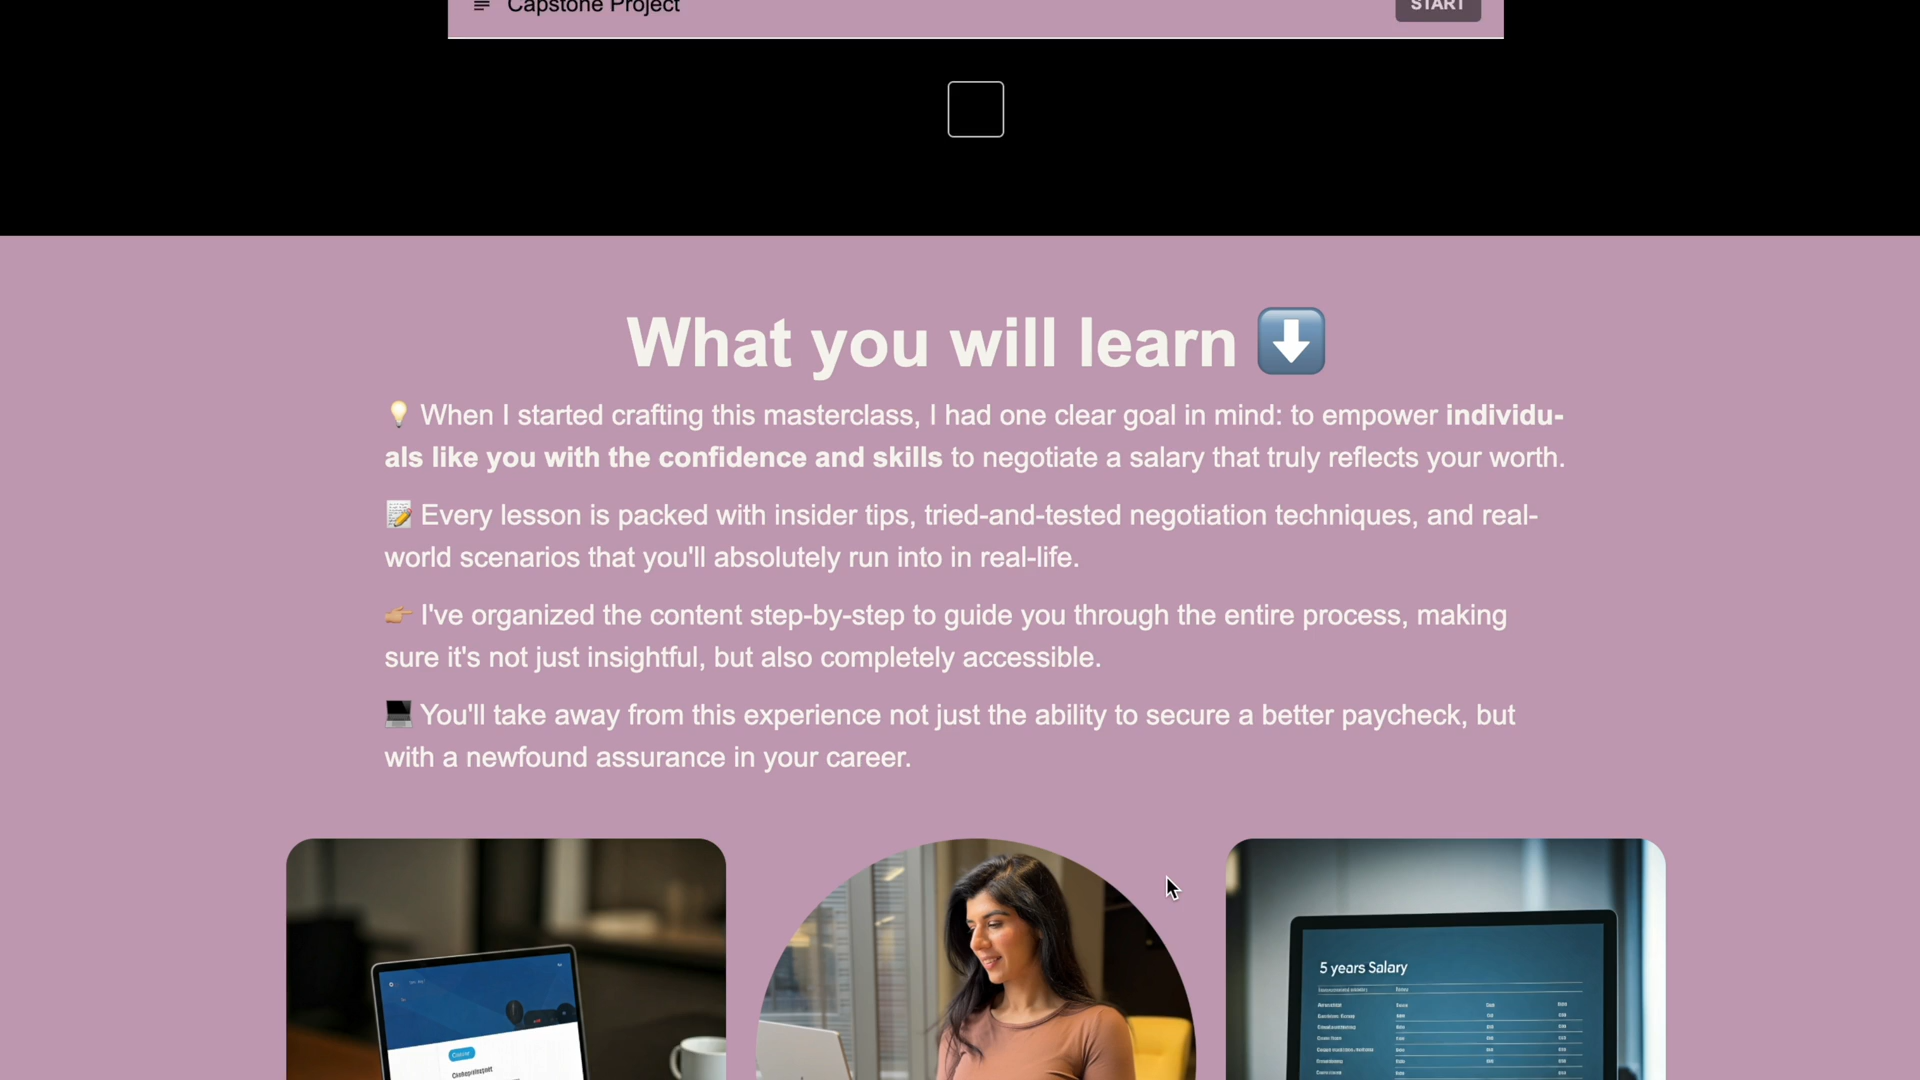 Capstone Project
START
What you will learn ⬇️
💡 When I started crafting this masterclass, I had one clear goal in mind: to empower individu-
als like you with the confidence and skills to negotiate a salary that truly reflects your worth.
📝 Every lesson is packed with insider tips, tried-and-tested negotiation techniques, and real-
world scenarios that you'll absolutely run into in real-life.
👉🏽 I've organized the content step-by-step to guide you through the entire process, making
sure it's not just insightful, but also completely accessible.
💻 You'll take away from this experience not just the ability to secure a better paycheck, but
with a newfound assurance in your career.
5 years Salary